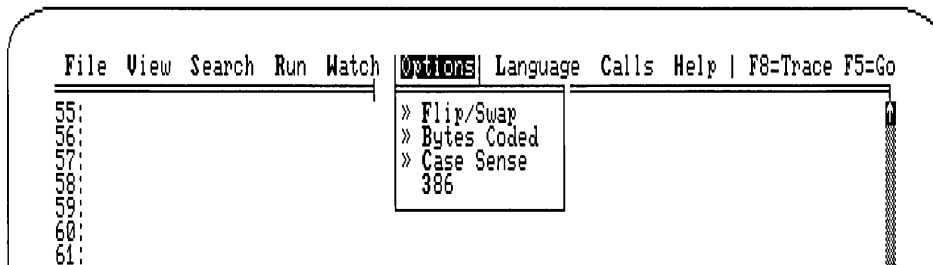 File View Search Run Watch | Options | Language Calls Help | F8=Trace F5=Go
55:
» Flip/Swap
56:
» Bytes Coded
57:
» Case Sense
58:
386
59:
60:
61: